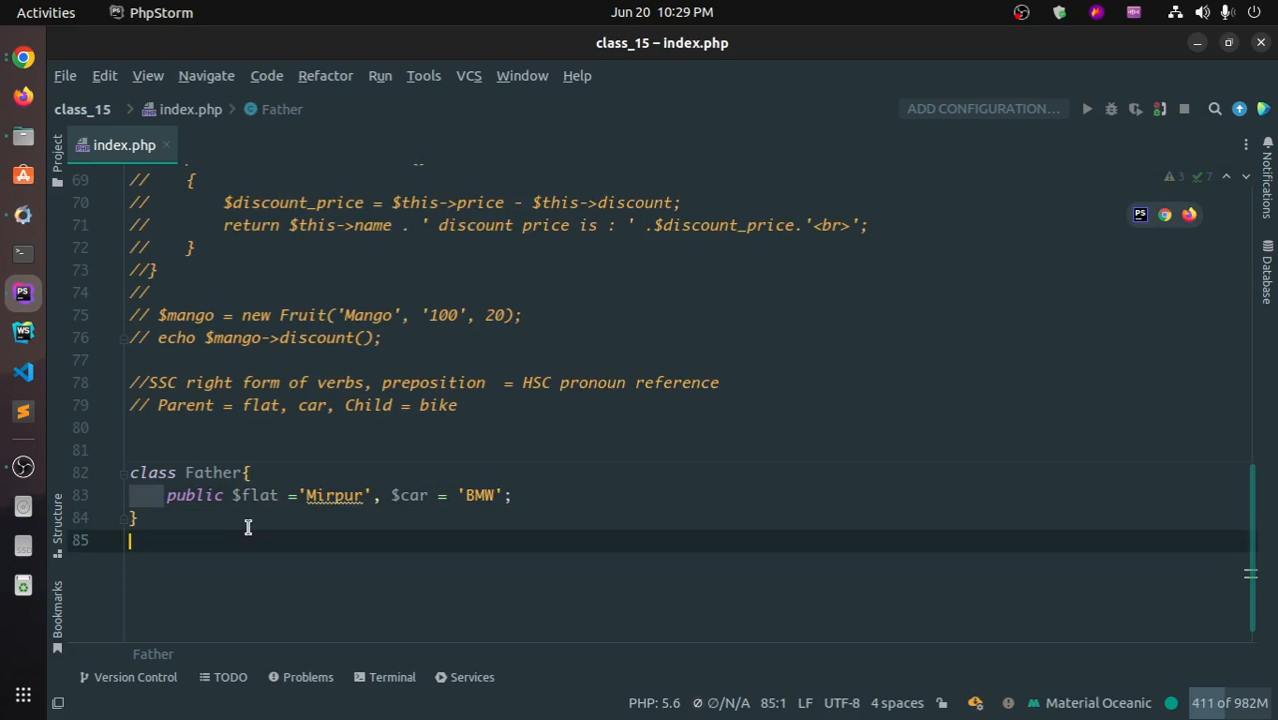 Activities
PhpStorm
Jun 20 10:29 PM
class_15 – index.php
File Edit View Navigate Code Refactor Run Tools VCS Window Help
class_15 index.php Father
ADD CONFIGURATION...
index.php
Project
Notifications
3 7
69 //    {
70 //        $discount_price = $this->price - $this->discount;
71 //        return $this->name . ' discount price is : ' .$discount_price.'<br>';
72 //    }
73 //}
74 //
75 // $mango = new Fruit('Mango', '100', 20);
76 // echo $mango->discount();
77
78 //SSC right form of verbs, preposition  = HSC pronoun reference
79 // Parent = flat, car, Child = bike
80
81
82 class Father{
83     public $flat ='Mirpur', $car = 'BMW';
84 }
85
Database
Structure
Bookmarks
Father
Version Control TODO Problems Terminal Services
PHP: 5.6 ∅/N/A 85:1 LF UTF-8 4 spaces Material Oceanic 411 of 982M